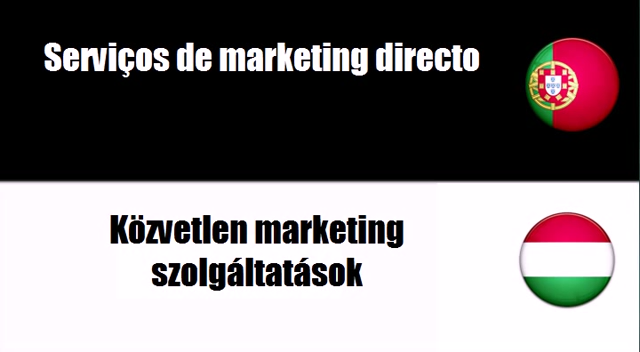 Serviços de marketing directo
Közvetlen marketing
szolgáltatások